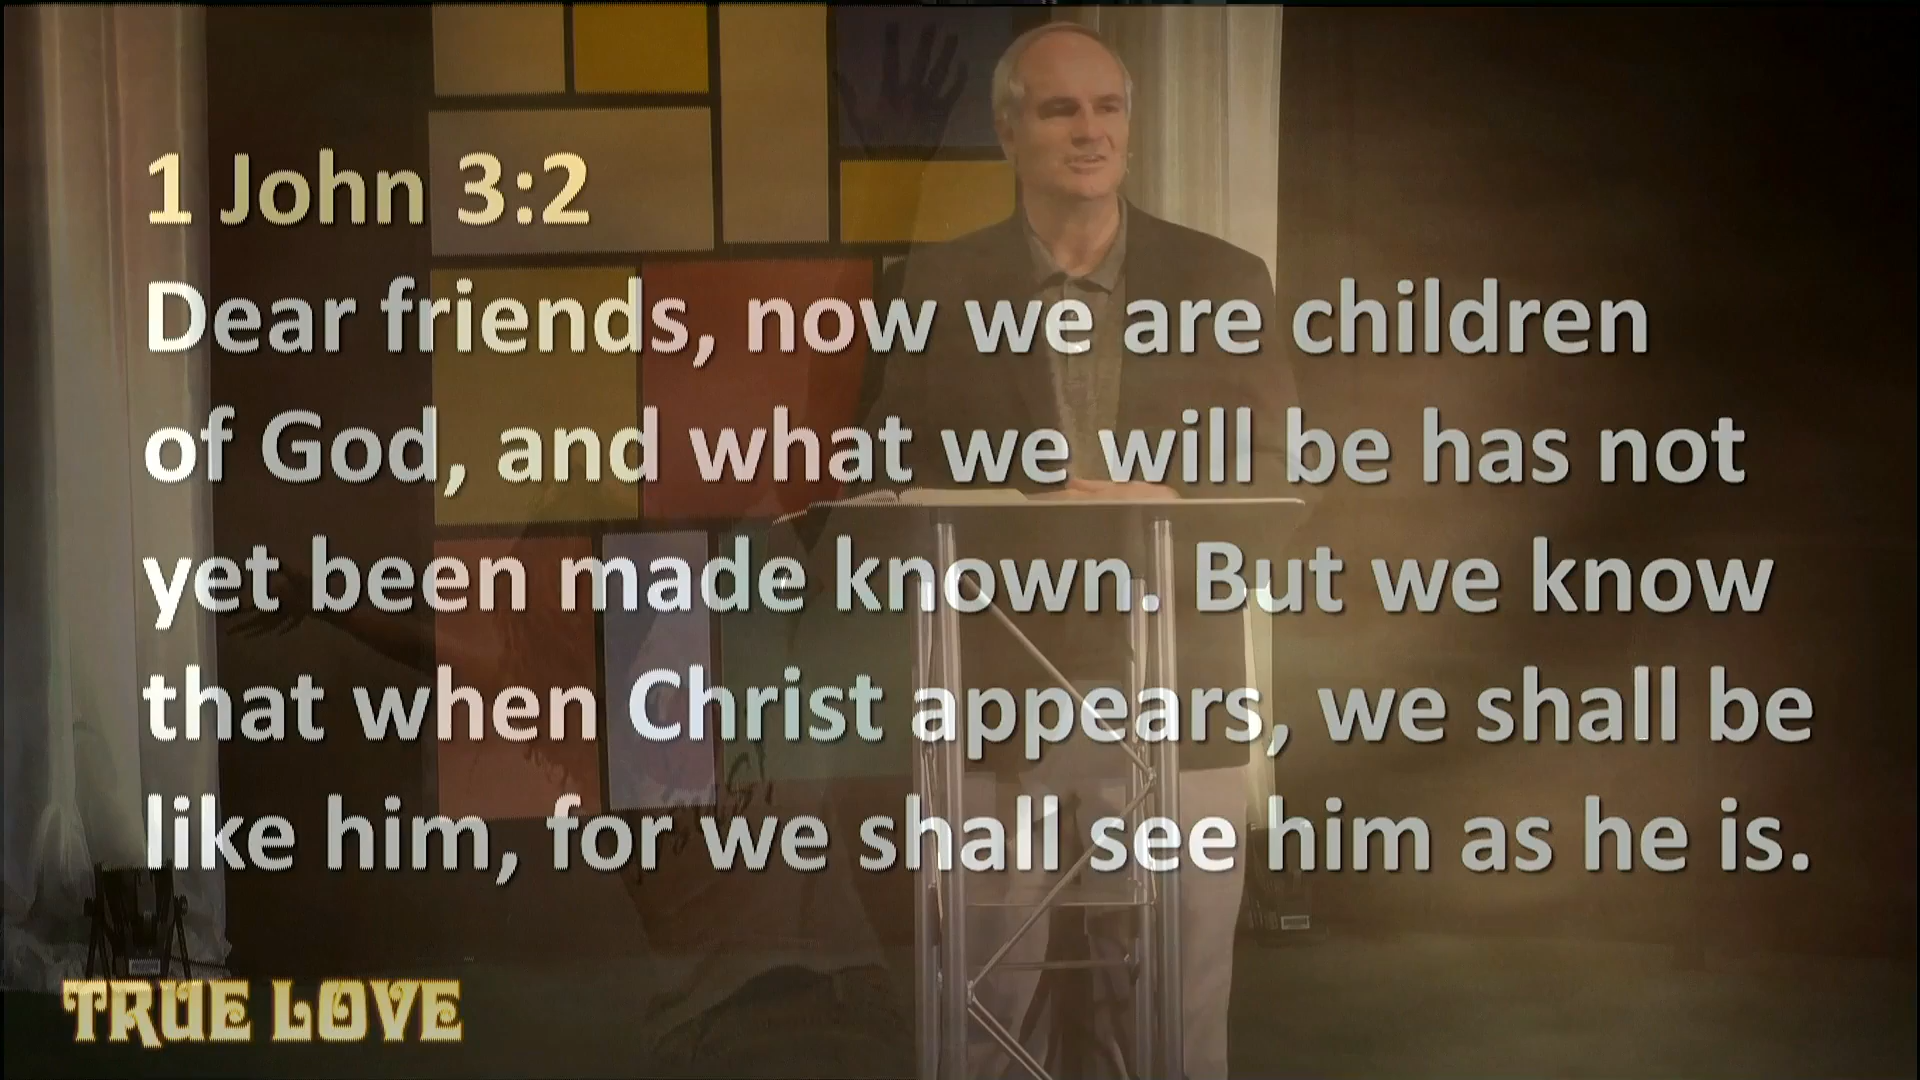 1 John 3:2
Dear friends, now we are children
of God, and what we will be has not
yet been made known. But we know
that when Christ appears, we shall be
like him, for we shall see him as he is.
TRUE LOVE